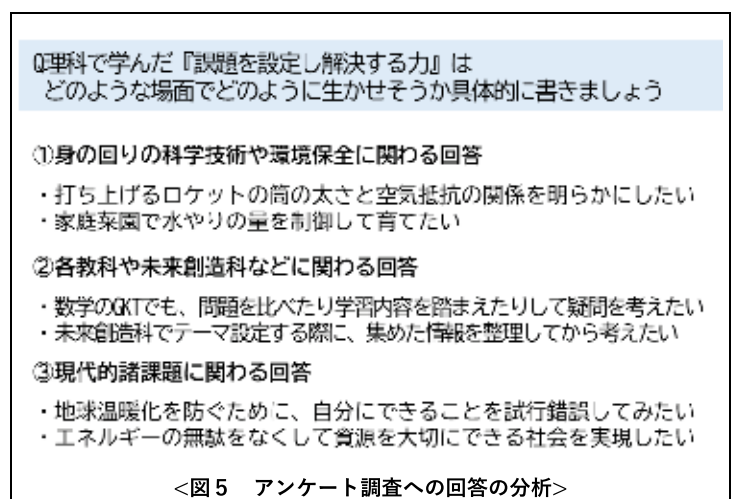 Q理科で学んだ『課題を設定し解決する力』は
どのような場面でどのように生かせそうか具体的に書きましょう
①身の回りの科学技術や環境保全に関わる回答
・打ち上げるロケットの筒の太さと空気抵抗の関係を明らかにしたい
・家庭菜園で水やりの量を制御して育てたい
②各教科や未来創造科などに関わる回答
・数学のGKTでも、問題を比べたり学習内容を踏まえたりして疑問を考えたい
・未来創造科でテーマ設定する際に、集めた情報を整理してから考えたい
③現代的諸課題に関わる回答
・地球温暖化を防ぐために、自分にできることを試行錯誤してみたい
・エネルギーの無駄をなくして資源を大切にできる社会を実現したい
<図５　アンケート調査への回答の分析>